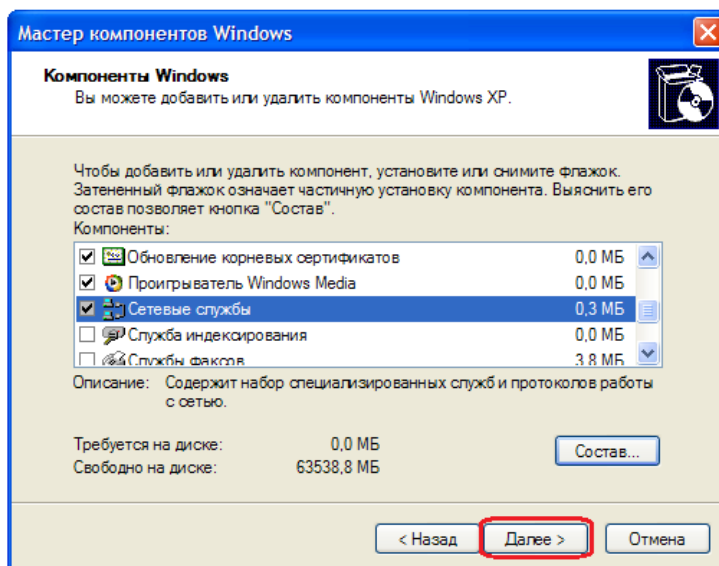 Мастер компонентов Windows
Компоненты Windows
Вы можете добавить или удалить компоненты Windows XP.
Чтобы добавить или удалить компонент, установите или снимите флажок.
Затененный флажок означает частичную установку компонента. Выяснить его
состав позволяет кнопка "Состав".
Компоненты:
Обновление корневых сертификатов 0,0 МБ
Проигрыватель Windows Media 0,0 МБ
Сетевые службы 0,3 МБ
Служба индексирования 0,0 МБ
Службы факсов 3,8 МБ
Описание: Содержит набор специализированных служб и протоколов работы
с сетью.
Требуется на диске: 0,0 МБ
Свободно на диске: 63538,8 МБ
Состав...
< Назад Далее > Отмена